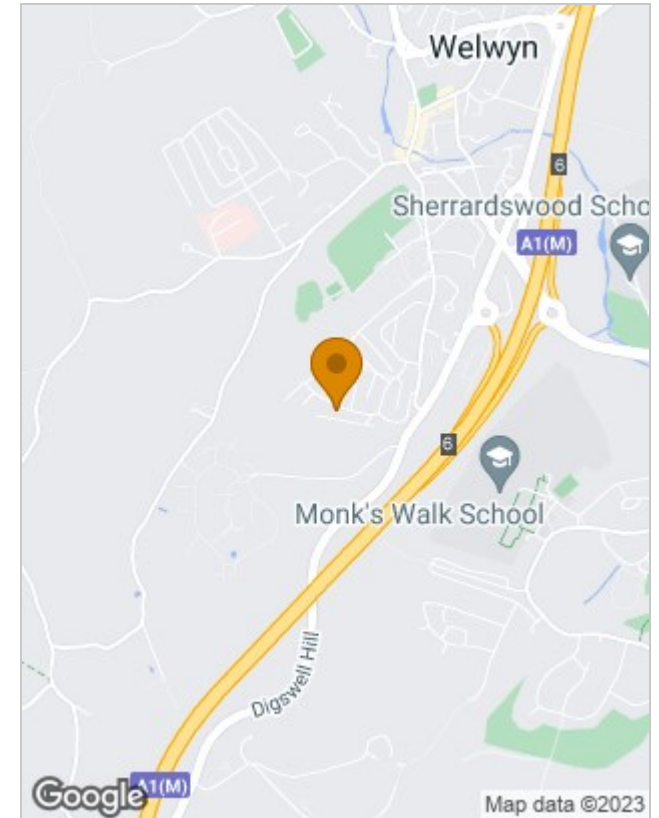 Welwyn
6
Sherrardswood Scho
A1(M)
6
Monk's Walk School
Digswell Hill
A1(M)
Google
Map data ©2023